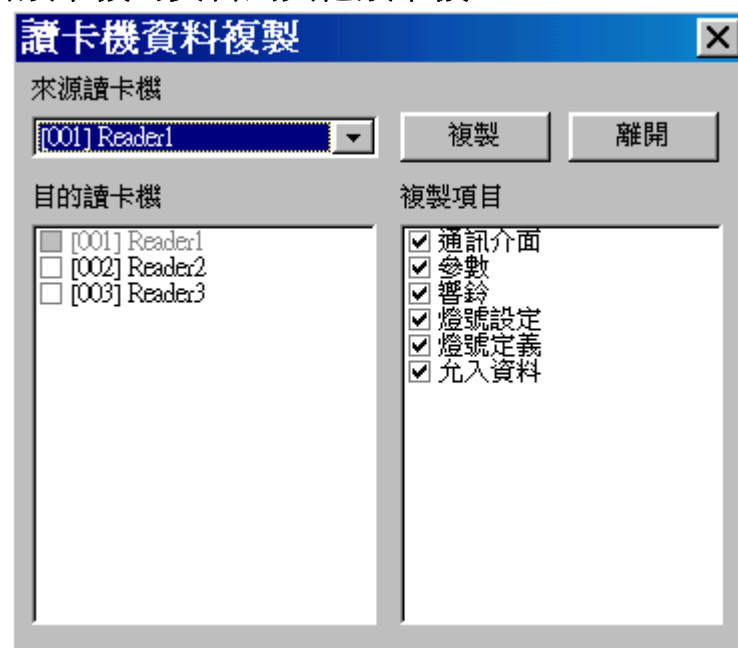 讀卡機資料複製
來源讀卡機
[001] Reader1
複製
離開
目的讀卡機
複製項目
[001] Reader1
[002] Reader2
[003] Reader3
通訊介面
參數
響鈴
燈號設定
燈號定義
允入資料